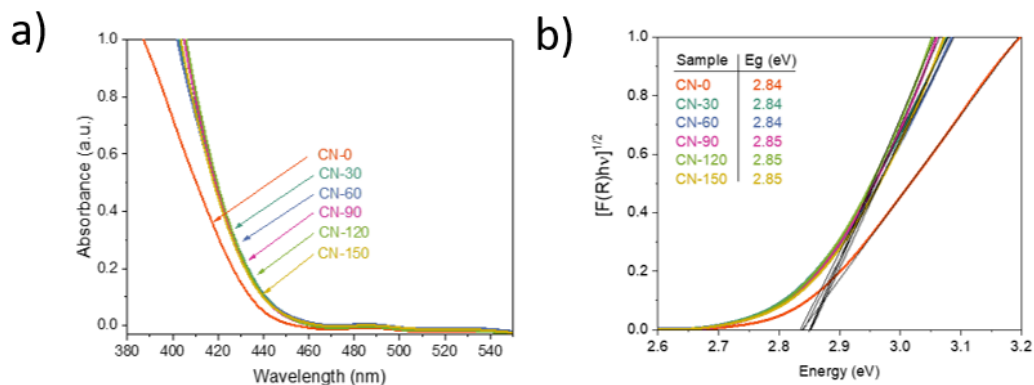 a)
Absorbance (a.u.)
1.0
0.8
0.6
0.4
0.2
0.0
CN-0
CN-30
CN-60
CN-90
CN-120
CN-150
380 400 420 440 460 480 500 520 540
Wavelength (nm)
b)
[F(R)hν]1/2
1.0
0.8
0.6
0.4
0.2
0.0
Sample Eg (eV)
CN-0 2.84
CN-30 2.84
CN-60 2.84
CN-90 2.85
CN-120 2.85
CN-150 2.85
2.6 2.7 2.8 2.9 3.0 3.1 3.2
Energy (eV)